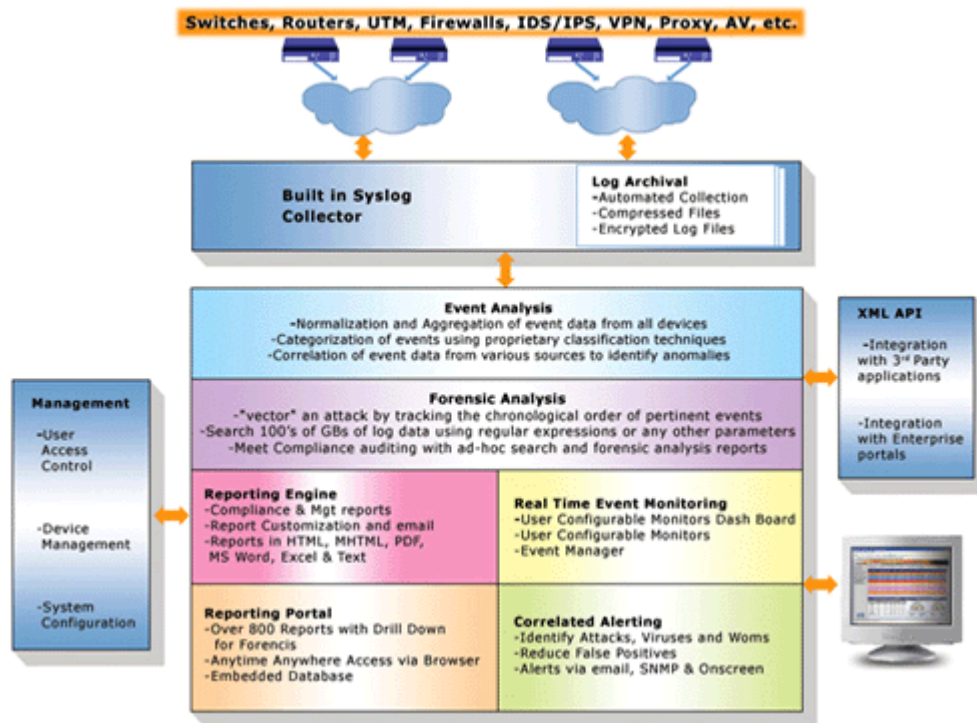 Switches, Routers, UTM, Firewalls, IDS/IPS, VPN, Proxy, AV, etc.
Built in Syslog
Collector
Log Archival
-Automated Collection
-Compressed Files
-Encrypted Log Files
Event Analysis
-Normalization and Aggregation of event data from all devices
-Categorization of events using proprietary classification techniques
-Correlation of event data from various sources to identify anomalies
XML API
-Integration
with 3rd Party
applications
-Integration
with Enterprise
portals
Management
-User
Access
Control
-Device
Management
-System
Configuration
Forensic Analysis
-"vector" an attack by tracking the chronological order of pertinent events
-Search 100's of GBs of log data using regular expressions or any other parameters
-Meet Compliance auditing with ad-hoc search and forensic analysis reports
Reporting Engine
-Compliance & Mgt reports
-Report Customization and email
-Reports in HTML, MHTML, PDF,
MS Word, Excel & Text
Real Time Event Monitoring
-User Configurable Monitors Dash Board
-User Configurable Monitors
-Event Manager
Reporting Portal
-Over 800 Reports with Drill Down
for Forencis
-Anytime Anywhere Access via Browser
-Embedded Database
Correlated Alerting
-Identify Attacks, Viruses and Woms
-Reduce False Positives
-Alerts via email, SNMP & Onscreen